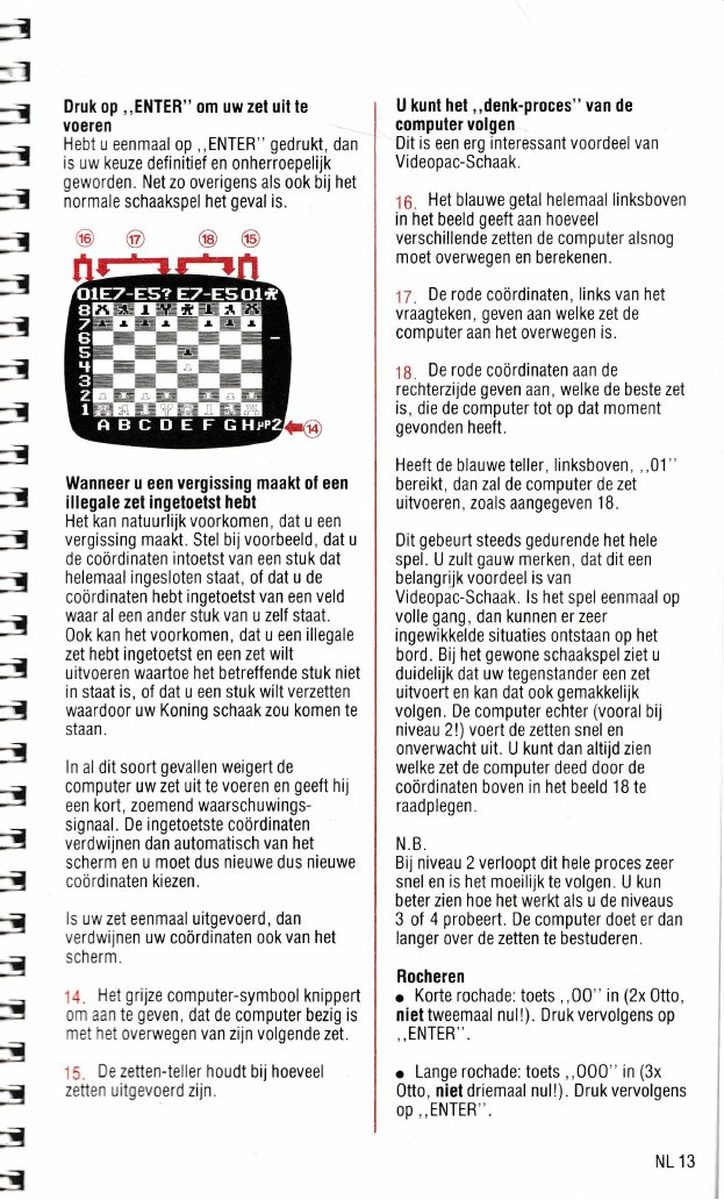 Druk op ,,ENTER" om uw zet uit te
voeren
Hebt u eenmaal op ,,ENTER" gedrukt, dan
is uw keuze definitief en onherroepelijk
geworden. Net zo overigens als ook bij het
normale schaakspel het geval is.
16 17 18 15
01E7-E5? E7-E5 01
8
7
6
5
4
3
2
1
A B C D E F G H µP2
14
Wanneer u een vergissing maakt of een
illegale zet ingetoetst hebt
Het kan natuurlijk voorkomen, dat u een
vergissing maakt. Stel bij voorbeeld, dat u
de coördinaten intoetst van een stuk dat
helemaal ingesloten staat, of dat u de
coördinaten hebt ingetoetst van een veld
waar al een ander stuk van u zelf staat.
Ook kan het voorkomen, dat u een illegale
zet hebt ingetoetst en een zet wilt
uitvoeren waartoe het betreffende stuk niet
in staat is, of dat u een stuk wilt verzetten
waardoor uw Koning schaak zou komen te
staan.
In al dit soort gevallen weigert de
computer uw zet uit te voeren en geeft hij
een kort, zoemend waarschuwings-
signaal. De ingetoetste coördinaten
verdwijnen dan automatisch van het
scherm en u moet dus nieuwe dus nieuwe
coördinaten kiezen.
Is uw zet eenmaal uitgevoerd, dan
verdwijnen uw coördinaten ook van het
scherm.
14. Het grijze computer-symbool knippert
om aan te geven, dat de computer bezig is
met het overwegen van zijn volgende zet.
15. De zetten-teller houdt bij hoeveel
zetten uitgevoerd zijn.
U kunt het ,,denk-proces" van de
computer volgen
Dit is een erg interessant voordeel van
Videopac-Schaak.
16. Het blauwe getal helemaal linksboven
in het beeld geeft aan hoeveel
verschillende zetten de computer alsnog
moet overwegen en berekenen.
17. De rode coördinaten, links van het
vraagteken, geven aan welke zet de
computer aan het overwegen is.
18. De rode coördinaten aan de
rechterzijde geven aan, welke de beste zet
is, die de computer tot op dat moment
gevonden heeft.
Heeft de blauwe teller, linksboven, ,,01"
bereikt, dan zal de computer de zet
uitvoeren, zoals aangegeven 18.
Dit gebeurt steeds gedurende het hele
spel. U zult gauw merken, dat dit een
belangrijk voordeel is van
Videopac-Schaak. Is het spel eenmaal op
volle gang, dan kunnen er zeer
ingewikkelde situaties ontstaan op het
bord. Bij het gewone schaakspel ziet u
duidelijk dat uw tegenstander een zet
uitvoert en kan dat ook gemakkelijk
volgen. De computer echter (vooral bij
niveau 2!) voert de zetten snel en
onverwacht uit. U kunt dan altijd zien
welke zet de computer deed door de
coördinaten boven in het beeld 18 te
raadplegen.
N.B.
Bij niveau 2 verloopt dit hele proces zeer
snel en is het moeilijk te volgen. U kun
beter zien hoe het werkt als u de niveaus
3 of 4 probeert. De computer doet er dan
langer over de zetten te bestuderen.
Rocheren
• Korte rochade: toets ,,OO" in (2x Otto,
niet tweemaal nul!). Druk vervolgens op
,,ENTER".
• Lange rochade: toets ,,OOO" in (3x
Otto, niet driemaal nul!). Druk vervolgens
op ,,ENTER".
NL 13